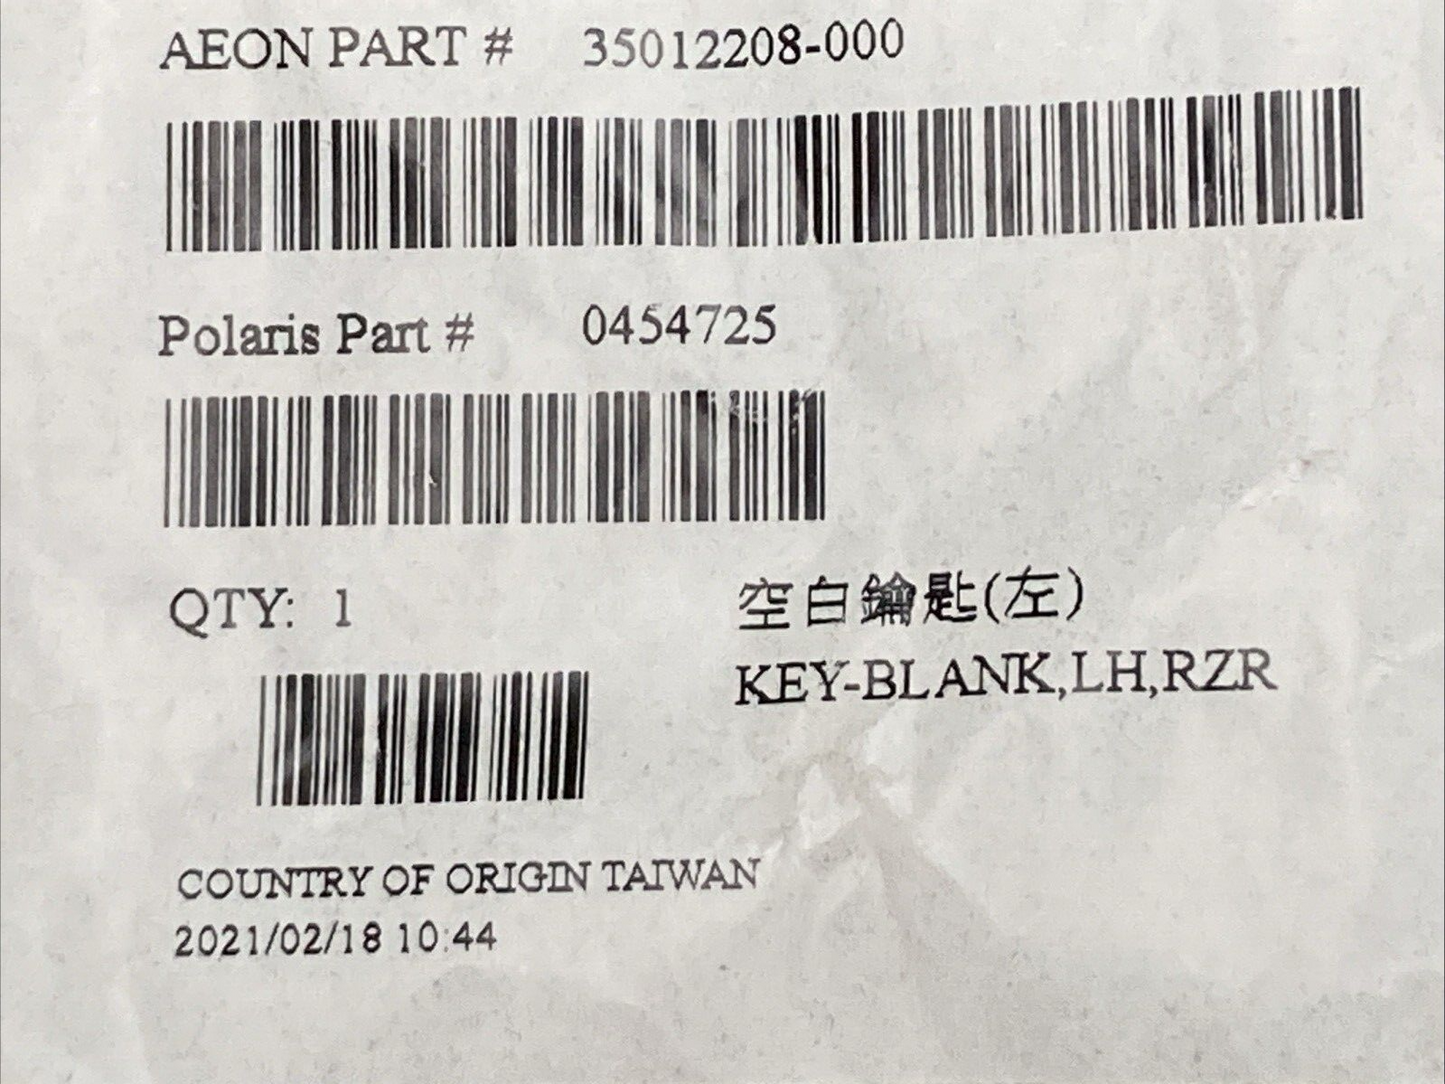 AEON PART # 35012208-000
Polaris Part # 0454725
QTY: 1
空白鑰匙(左)
KEY-BLANK,LH,RZR
COUNTRY OF ORIGIN TAIWAN
2021/02/18 10:44